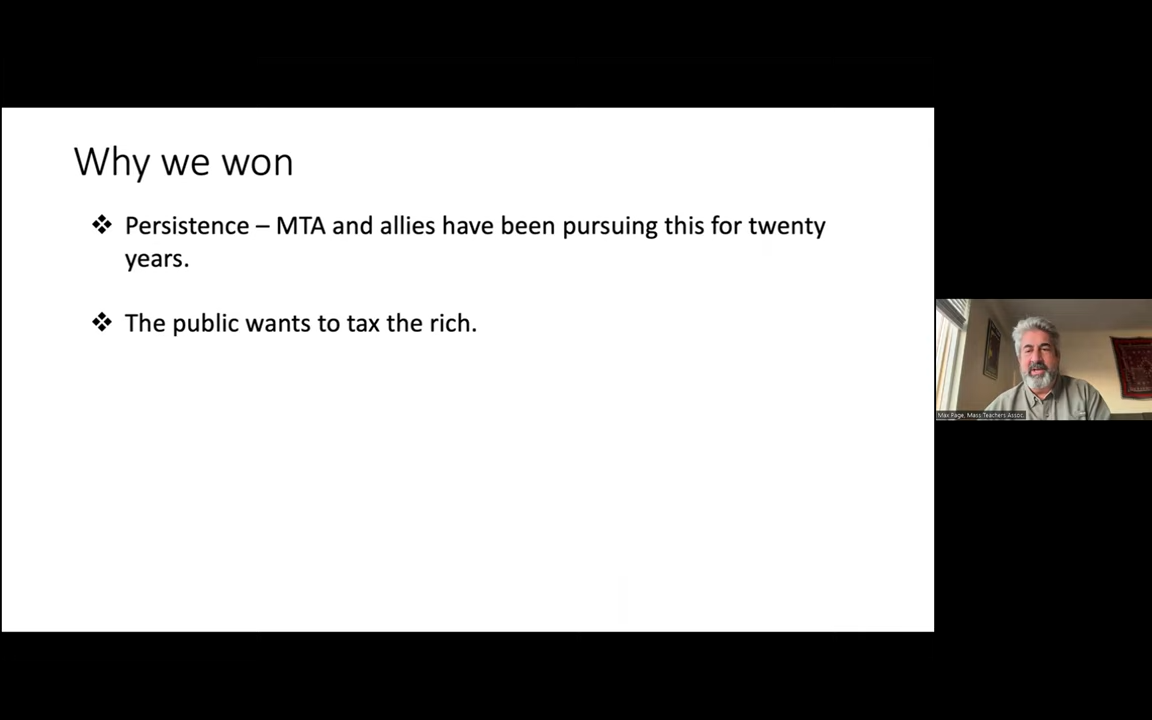 Why we won
❖ Persistence – MTA and allies have been pursuing this for twenty
years.
❖ The public wants to tax the rich.
Max Page, Mass Teachers Assoc.